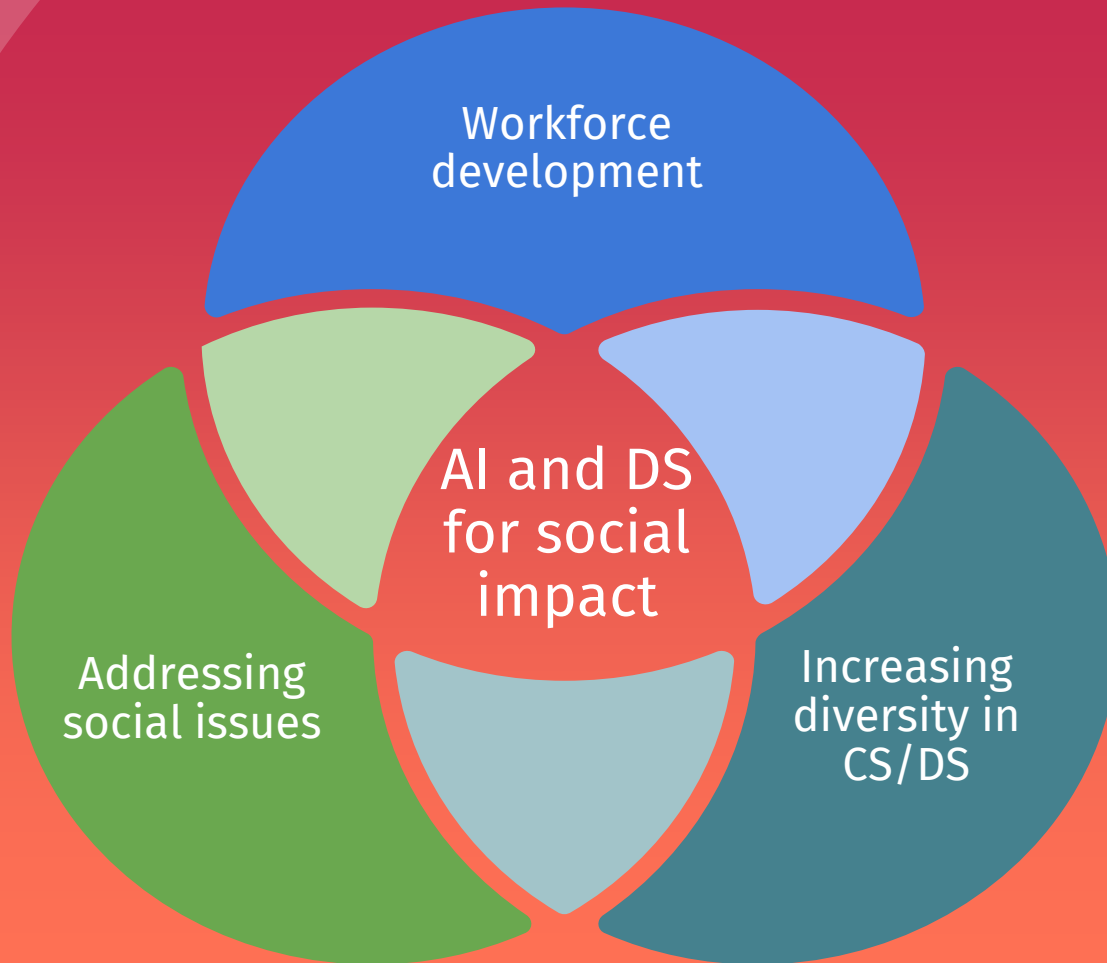 Workforce
development
AI and DS
for social
impact
Addressing
social issues
Increasing
diversity in
CS/DS